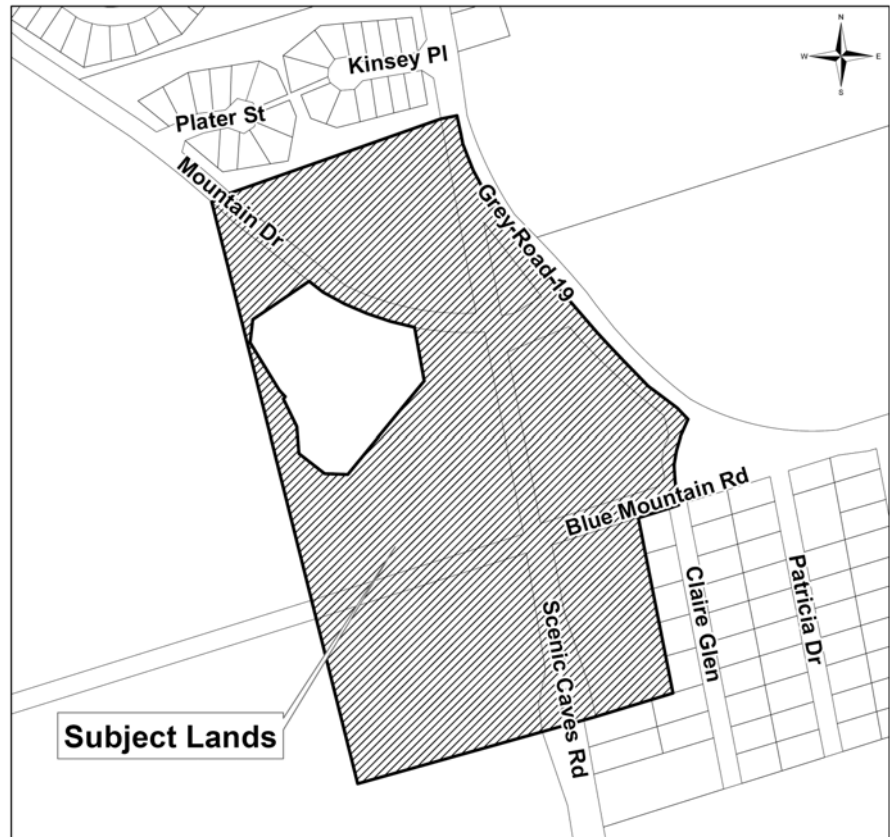 N
W E
S
Kinsey Pl
Plater St
Mountain Dr
Grey-Road-19
Blue Mountain Rd
Claire Glen
Patricia Dr
Scenic Caves Rd
Subject Lands